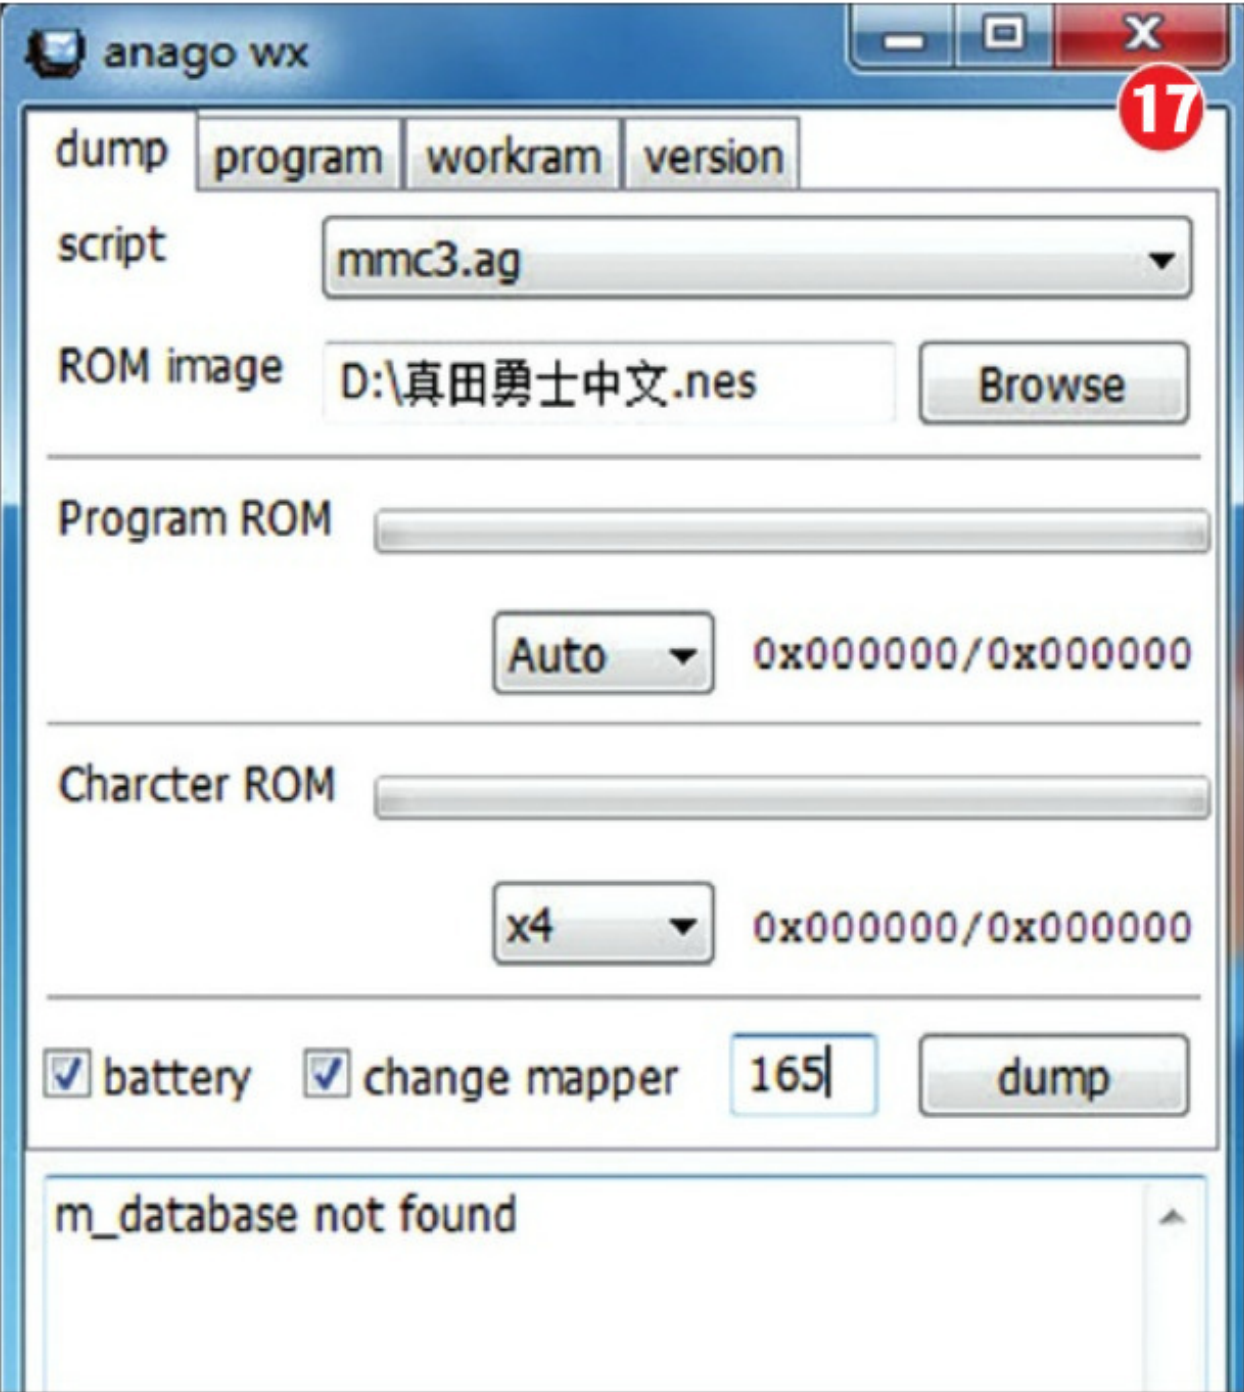 anago wx
17
dump program workram version
script mmc3.ag
ROM image D:\真田勇士中文.nes Browse
Program ROM
Auto 0x000000/0x000000
Charcter ROM
x4 0x000000/0x000000
battery change mapper 165 dump
m_database not found